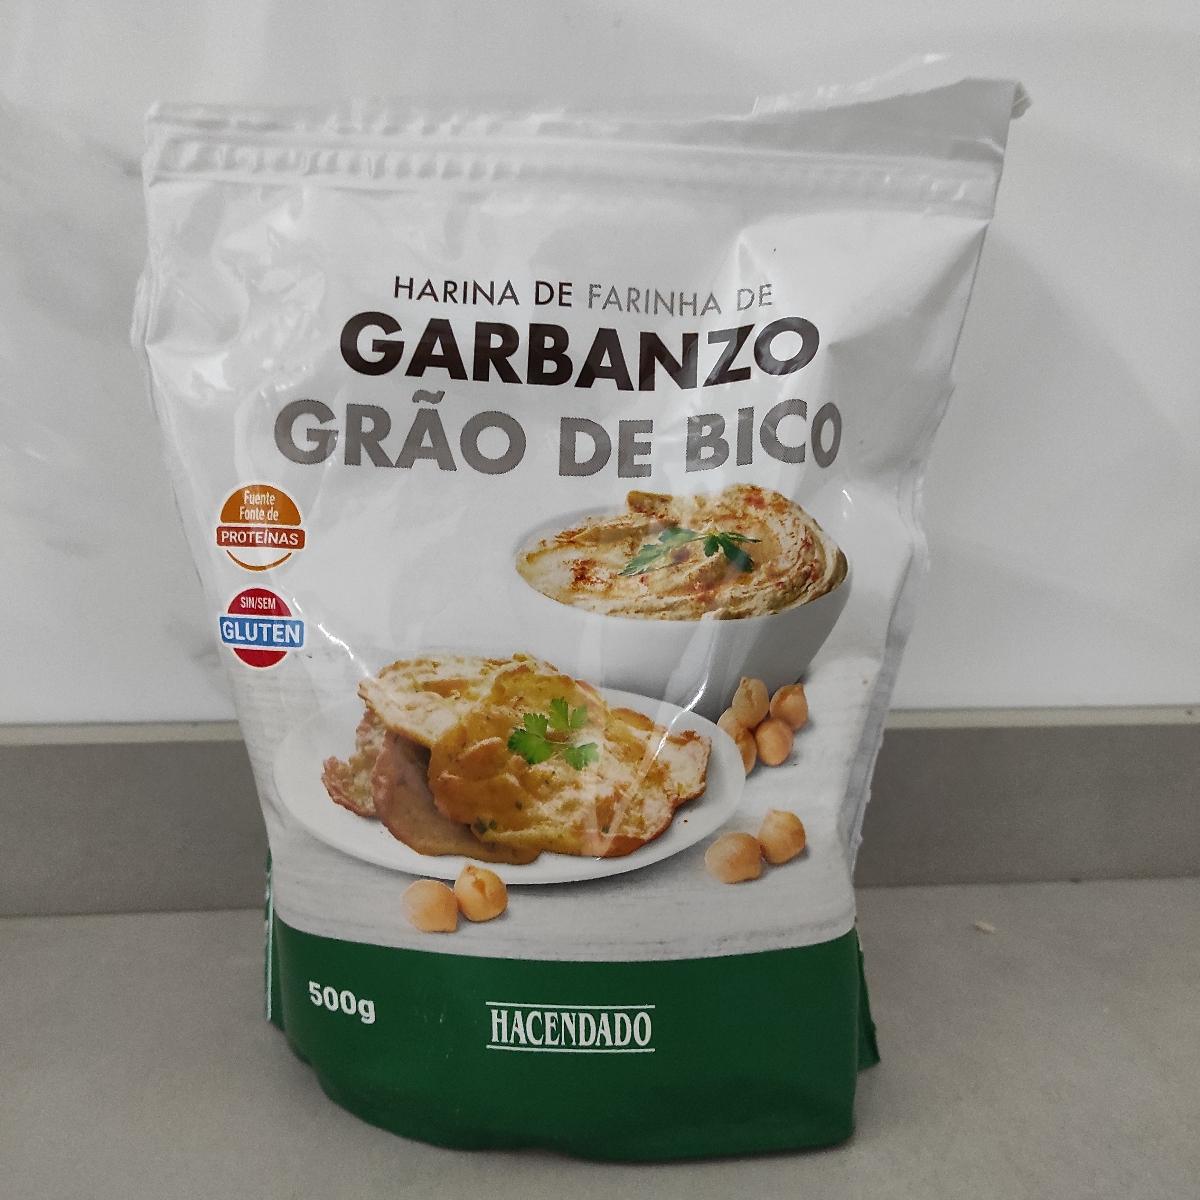 HARINA DE FARINHA DE
GARBANZO
GRÃO DE BICO
Fuente
Fonte de
PROTEÍNAS
SIN/SEM
GLUTEN
500g
HACENDADO